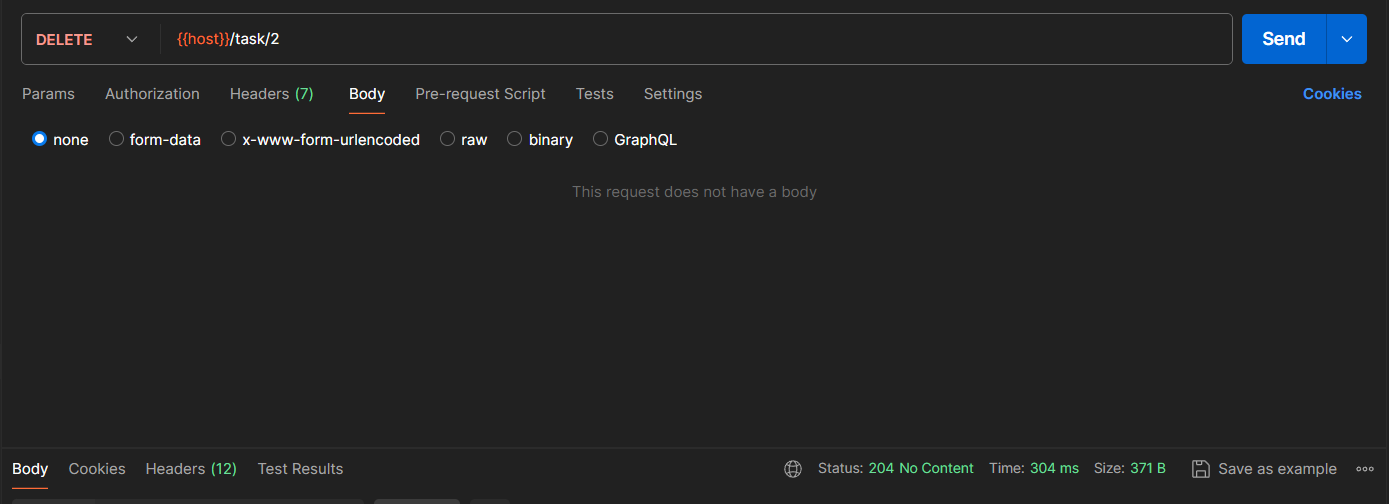 DELETE {{host}}/task/2 Send
Params Authorization Headers (7) Body Pre-request Script Tests Settings Cookies
none form-data x-www-form-urlencoded raw binary GraphQL
This request does not have a body
Body Cookies Headers (12) Test Results Status: 204 No Content Time: 304 ms Size: 371 B Save as example